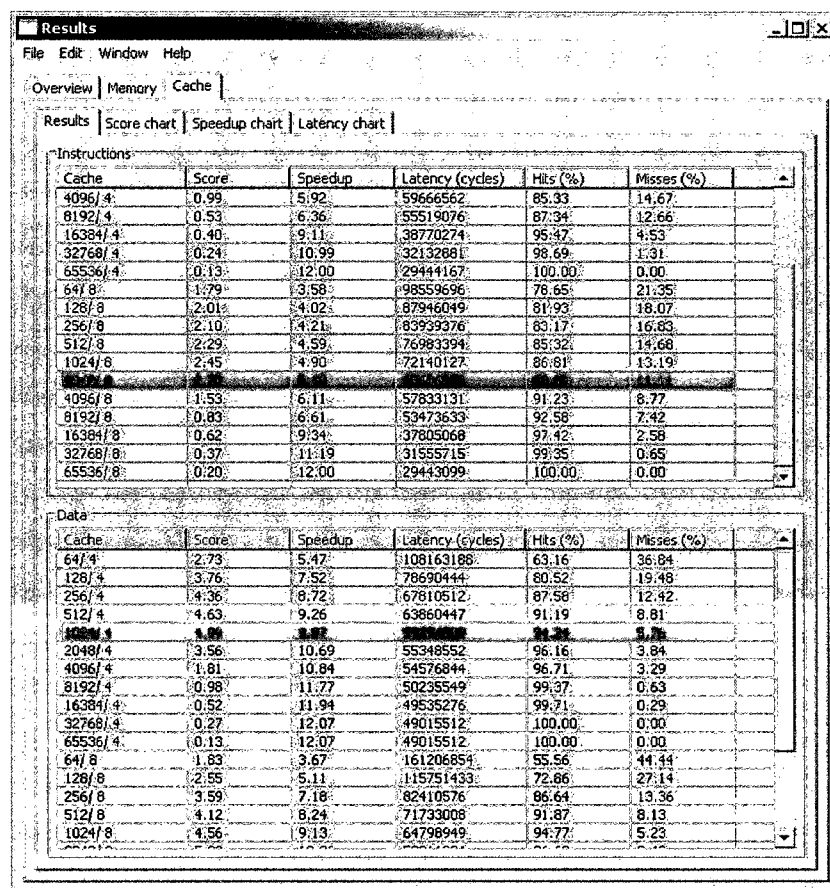 Results
File Edit Window Help
Overview Memory Cache
Results Score chart Speedup chart Latency chart
Instructions
Cache Score Speedup Latency (cycles) Hits (%) Misses (%)
4096/ 4 0.99 5.92 59666562 85.33 14.67
8192/ 4 0.53 6.36 55519076 87.34 12.66
16384/ 4 0.40 9.11 38770274 95.47 4.53
32768/ 4 0.24 10.99 32132681 98.69 1.31
65536/ 4 0.13 12.00 29444167 100.00 0.00
64/ 8 1.79 3.58 98559696 78.65 21.35
128/ 8 2.01 4.02 87946049 81.93 18.07
256/ 8 2.10 4.21 83939376 83.17 16.83
512/ 8 2.29 4.59 76983394 85.32 14.68
1024/ 8 2.45 4.90 72140127 86.81 13.19
4096/ 8 1.53 6.11 57833131 91.23 8.77
8192/ 8 0.83 6.61 53473633 92.58 7.42
16384/ 8 0.62 9.34 37805068 97.42 2.58
32768/ 8 0.37 11.19 31555715 99.35 0.65
65536/ 8 0.20 12.00 29443099 100.00 0.00
Data
Cache Score Speedup Latency (cycles) Hits (%) Misses (%)
64/ 4 2.73 5.47 108163188 63.16 36.84
128/ 4 3.76 7.52 78690444 80.52 19.48
256/ 4 4.36 8.72 67810512 87.58 12.42
512/ 4 4.63 9.26 63860447 91.19 8.81
1024/ 4 94.24 5.76
2048/ 4 3.56 10.69 55348552 96.16 3.84
4096/ 4 1.81 10.84 54576844 96.71 3.29
8192/ 4 0.98 11.77 50235549 99.37 0.63
16384/ 4 0.52 11.94 49535276 99.71 0.29
32768/ 4 0.27 12.07 49015512 100.00 0.00
65536/ 4 0.13 12.07 49015512 100.00 0.00
64/ 8 1.83 3.67 161206854 55.56 44.44
128/ 8 2.55 5.11 115751433 72.86 27.14
256/ 8 3.59 7.18 82410576 86.64 13.36
512/ 8 4.12 8.24 71733008 91.87 8.13
1024/ 8 4.56 9.13 64798949 94.77 5.23